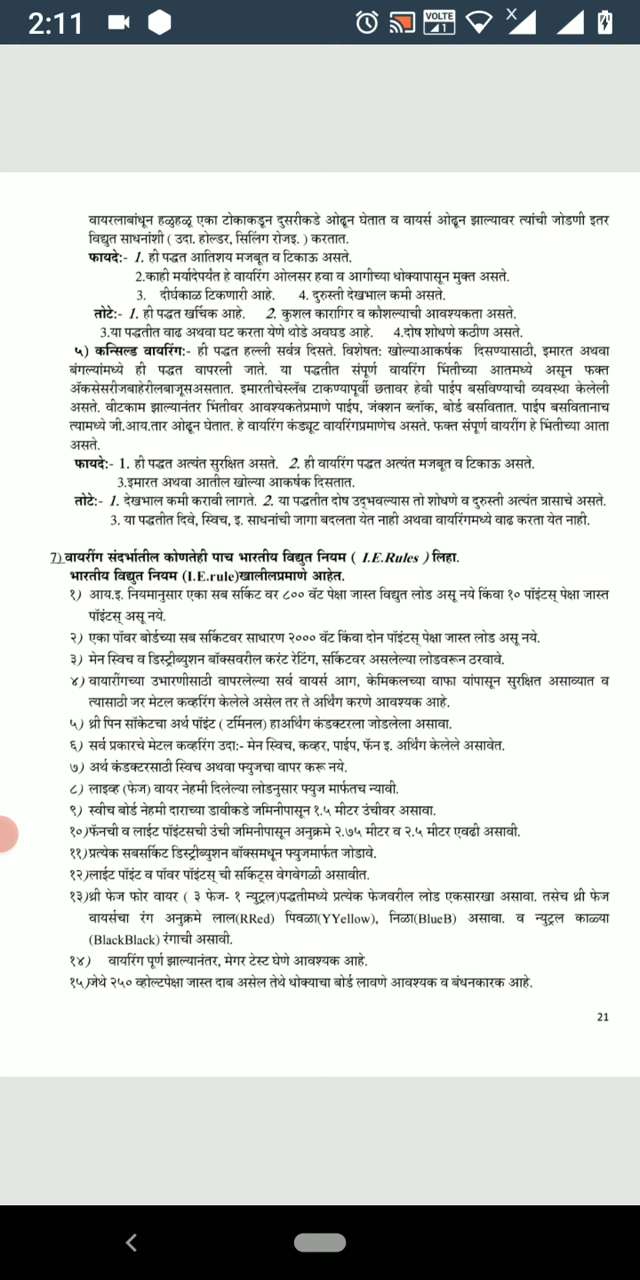 2:11
VOLTE
1
X
वायरलाबांधून हळुहळू एका टोकाकडून दुसरीकडे ओढून घेतात व वायर्स ओढून झाल्यावर त्यांची जोडणी इतर
विद्युत साधनांशी ( उदा. होल्डर, सिलिंग रोजइ. ) करतात.
फायदे:- 1. ही पद्धत आतिशय मजबूत व टिकाऊ असते.
2.काही मर्यादेपर्यंत हे वायरिंग ओलसर हवा व आगीच्या धोक्यापासून मुक्त असते.
3. दीर्घकाळ टिकणारी आहे. 4. दुरुस्ती देखभाल कमी असते.
तोटे:- 1. ही पद्धत खर्चिक आहे. 2. कुशल कारागिर व कोशल्याची आवश्यकता असते.
3.या पद्धतीत वाढ अथवा घट करता येणे थोडे अवघड आहे. 4.दोष शोधणे कठीण असते.
५) कन्सिल्ड वायरिंग:- ही पद्धत हल्ली सर्वत्र दिसते. विशेषत: खोल्याआकर्षक दिसण्यासाठी, इमारत अथवा
बंगल्यांमध्ये ही पद्धत वापरली जाते. या पद्धतीत संपूर्ण वायरिंग भिंतीच्या आतमध्ये असून फक्त
ॲकसेसरीजबाहेरीलबाजूसअसतात. इमारतीचेस्लॅब टाकण्यापूर्वी छतावर हेवी पाईप बसविण्याची व्यवस्था केलेली
असते. वीटकाम झाल्यानंतर भिंतीवर आवश्यकतेप्रमाणे पाईप, जंक्शन ब्लॉक, बोर्ड बसवितात. पाईप बसवितानाच
त्यामध्ये जी.आय.तार ओढून घेतात. हे वायरिंग कंड्यूट वायरिंगप्रमाणेच असते. फक्त संपूर्ण वायरींग हे भिंतीच्या आता
असते.
फायदे:- 1. ही पद्धत अत्यंत सुरक्षित असते. 2. ही वायरिंग पद्धत अत्यंत मजबूत व टिकाऊ असते.
3.इमारत अथवा आतील खोल्या आकर्षक दिसतात.
तोटे:- 1. देखभाल कमी करावी लागते. 2. या पद्धतीत दोष उद्भवल्यास तो शोधणे व दुरुस्ती अत्यंत त्रासाचे असते.
3. या पद्धतीत दिवे, स्विच, इ. साधनांची जागा बदलता येत नाही अथवा वायरिंगमध्ये वाढ करता येत नाही.
7) वायरींग संदर्भातील कोणतेही पाच भारतीय विद्युत नियम ( I.E.Rules ) लिहा.
भारतीय विद्युत नियम (I.E.rule)खालीलप्रमाणे आहेत.
१) आय.इ. नियमानुसार एका सब सर्किट वर ८०० वॅट पेक्षा जास्त विद्युत लोड असू नये किंवा १० पॉइंटस् पेक्षा जास्त
पॉइंटस् असू नये.
२) एका पॉवर बोर्डच्या सब सर्किटवर साधारण २००० वॅट किंवा दोन पॉइंटस् पेक्षा जास्त लोड असू नये.
३) मेन स्विच व डिस्ट्रीब्युशन बॉक्सवरील करंट रेटिंग, सर्किटवर असलेल्या लोडवरून ठरवावे.
४) वायारींगच्या उभारणीसाठी वापरलेल्या सर्व वायर्स आग, केमिकलच्या वाफा यांपासून सुरक्षित असाव्यात व
त्यासाठी जर मेटल कव्हरिंग केलेले असेल तर ते अर्थिंग करणे आवश्यक आहे.
५) थ्री पिन सॉकेटचा अर्थ पॉइंट ( टर्मिनल) हाअर्थिंग कंडक्टरला जोडलेला असावा.
६) सर्व प्रकारचे मेटल कव्हरिंग उदा:- मेन स्विच, कव्हर, पाईप, फॅन इ. अर्थिंग केलेले असावेत.
७) अर्थ कंडक्टरसाठी स्विच अथवा फ्युजचा वापर करू नये.
८) लाइव्ह (फेज) वायर नेहमी दिलेल्या लोडनुसार फ्युज मार्फतच न्यावी.
९) स्वीच बोर्ड नेहमी दाराच्या डावीकडे जमिनीपासून १.५ मीटर उंचीवर असावा.
१०)फॅनची व लाईट पॉइंटसची उंची जमिनीपासून अनुक्रमे २.७५ मीटर व २.५ मीटर एवढी असावी.
११)प्रत्येक सबसर्किट डिस्ट्रीब्युशन बॉक्समधून फ्युजमार्फत जोडावे.
१२)लाईट पॉइंट व पॉवर पॉइंटस् ची सर्किट्स वेगवेगळी असावीत.
१३)थ्री फेज फोर वायर ( ३ फेज- १ न्युट्रल)पद्धतीमध्ये प्रत्येक फेजवरील लोड एकसारखा असावा. तसेच थ्री फेज
वायर्सचा रंग अनुक्रमे लाल(RRed) पिवळा(YYellow), निळा(BlueB) असावा. व न्युट्रल काळ्या
(BlackBlack) रंगाची असावी.
१४) वायरिंग पूर्ण झाल्यानंतर, मेगर टेस्ट घेणे आवश्यक आहे.
१५)जेथे २५० व्होल्टपेक्षा जास्त दाब असेल तेथे धोक्याचा बोर्ड लावणे आवश्यक व बंधनकारक आहे.
21